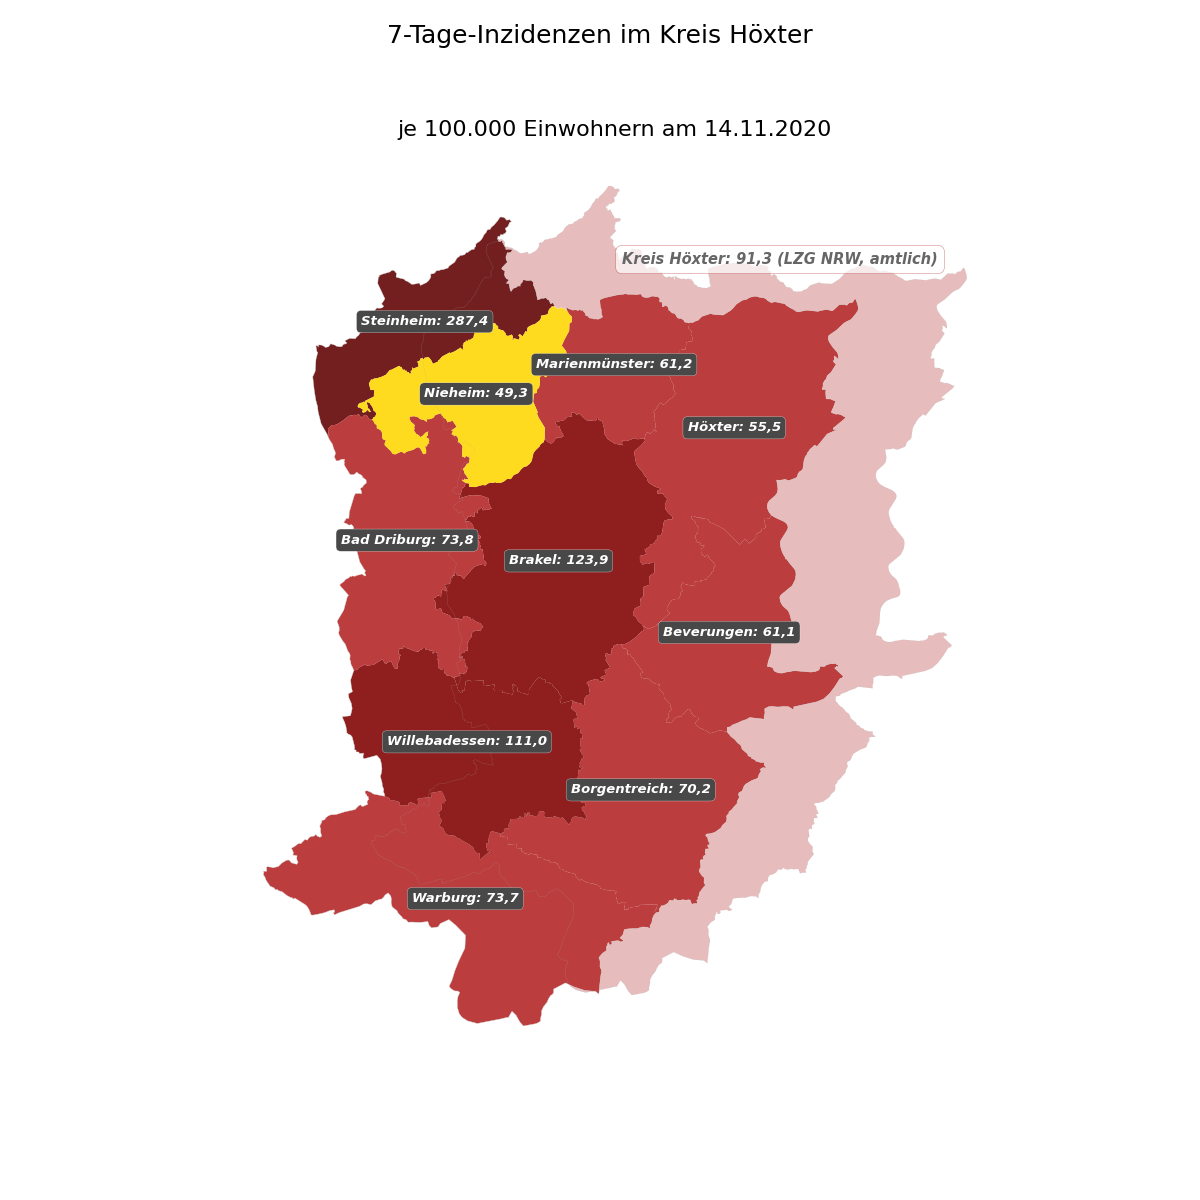 7-Tage-Inzidenzen im Kreis Höxter
je 100.000 Einwohnern am 14.11.2020
Kreis Höxter: 91,3 (LZG NRW, amtlich)
Steinheim: 287,4
Marienmünster: 61,2
Nieheim: 49,3
Höxter: 55,5
Bad Driburg: 73,8
Brakel: 123,9
Beverungen: 61,1
Willebadessen: 111,0
Borgentreich: 70,2
Warburg: 73,7